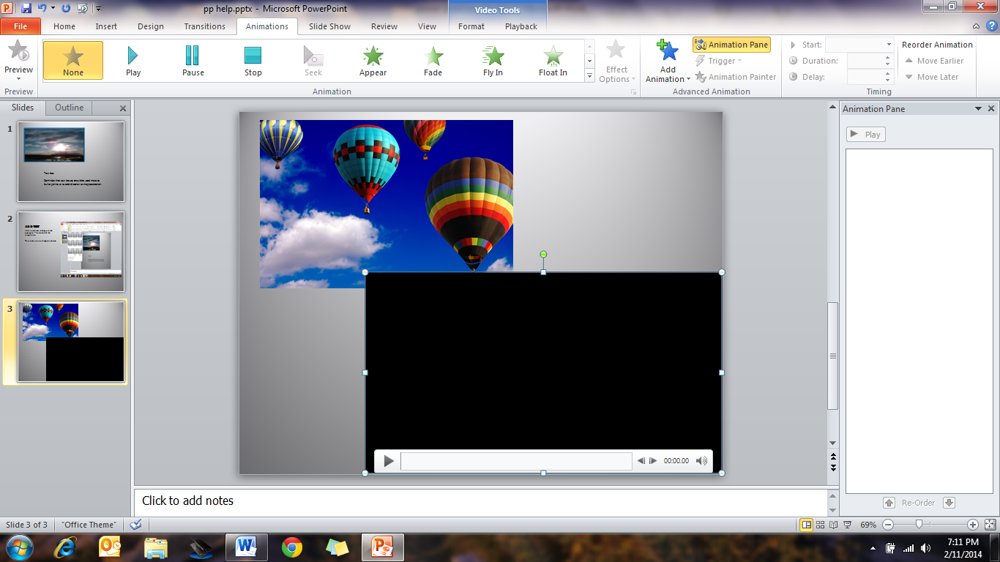 pp help.pptx - Microsoft PowerPoint
Video Tools
File Home Insert Design Transitions Animations Slide Show Review View Format Playback
Preview
None
Play
Pause
Stop
Seek
Appear
Fade
Fly In
Float In
Effect Options
Add Animation
Animation Pane
Trigger
Animation Painter
Start:
Duration:
Delay:
Reorder Animation
Move Earlier
Move Later
Preview
Animation
Advanced Animation
Timing
Slides
Outline
1
2
3
00:00.00
Animation Pane
Play
Re-Order
Click to add notes
Slide 3 of 3
"Office Theme"
69%
7:11 PM
2/11/2014